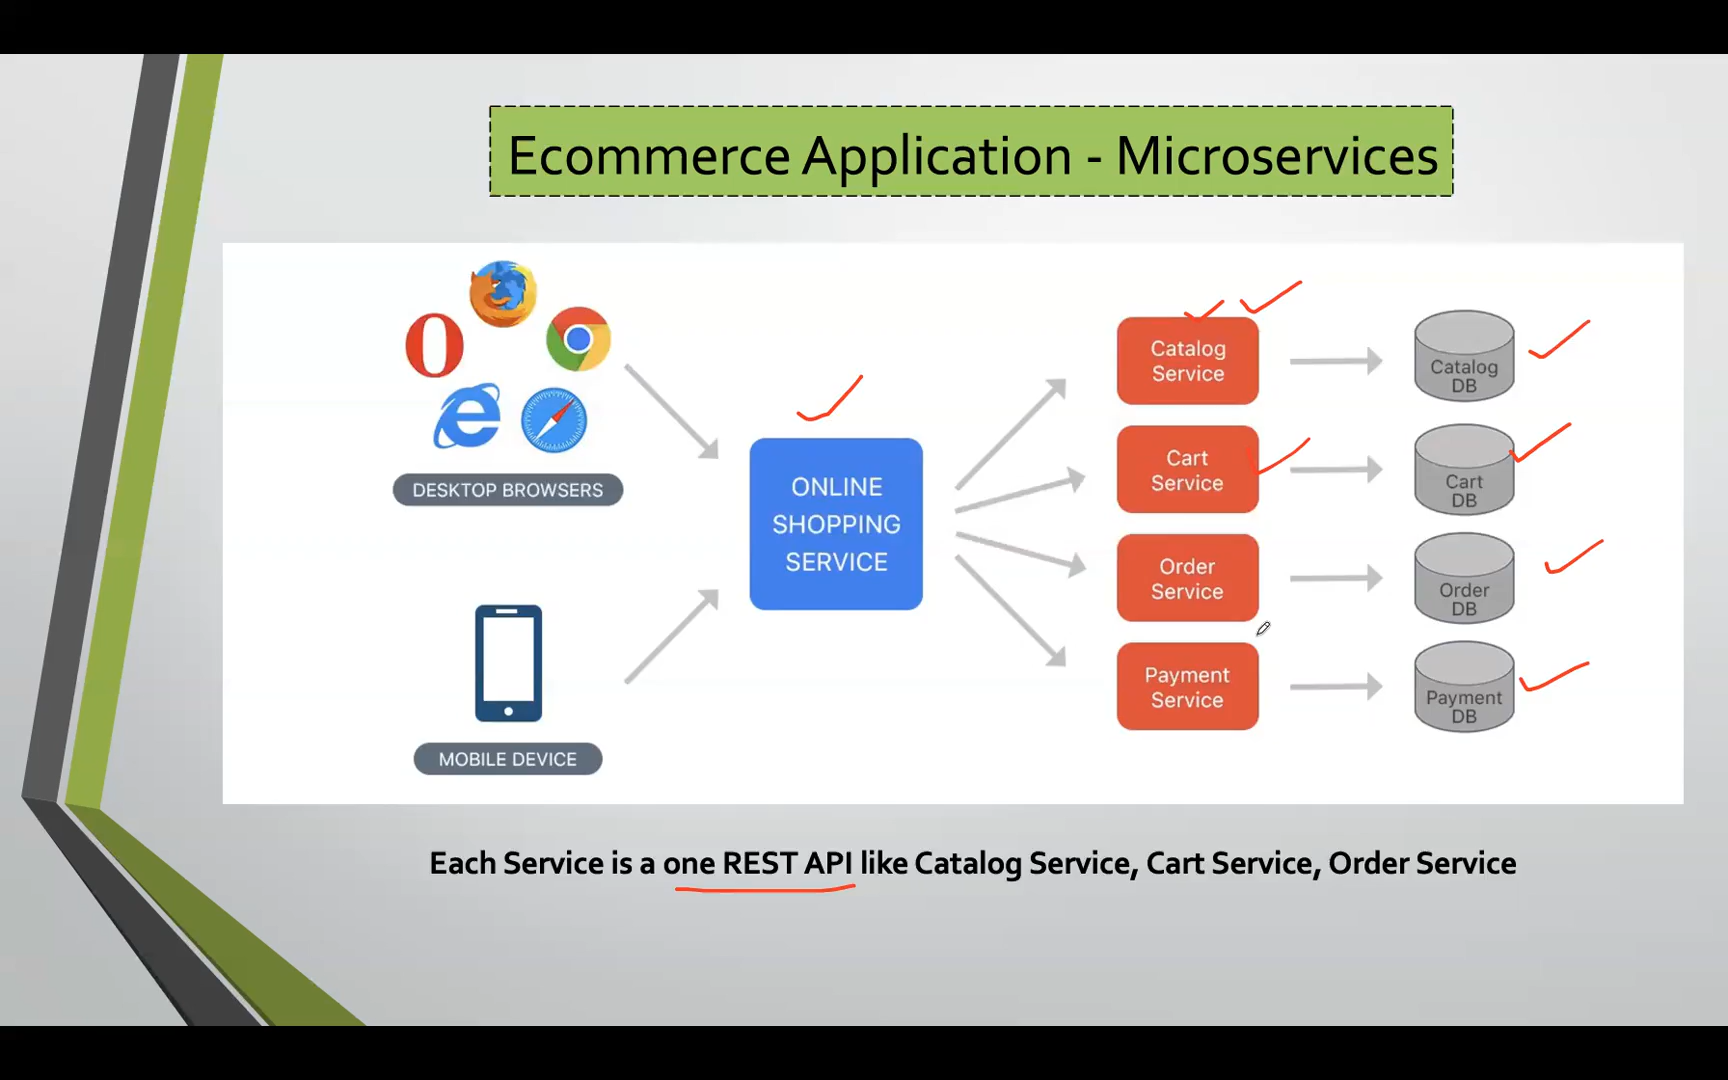 Ecommerce Application - Microservices
DESKTOP BROWSERS
MOBILE DEVICE
ONLINE
SHOPPING
SERVICE
Catalog
Service
Cart
Service
Order
Service
Payment
Service
Catalog
DB
Cart
DB
Order
DB
Payment
DB
Each Service is a one REST API like Catalog Service, Cart Service, Order Service